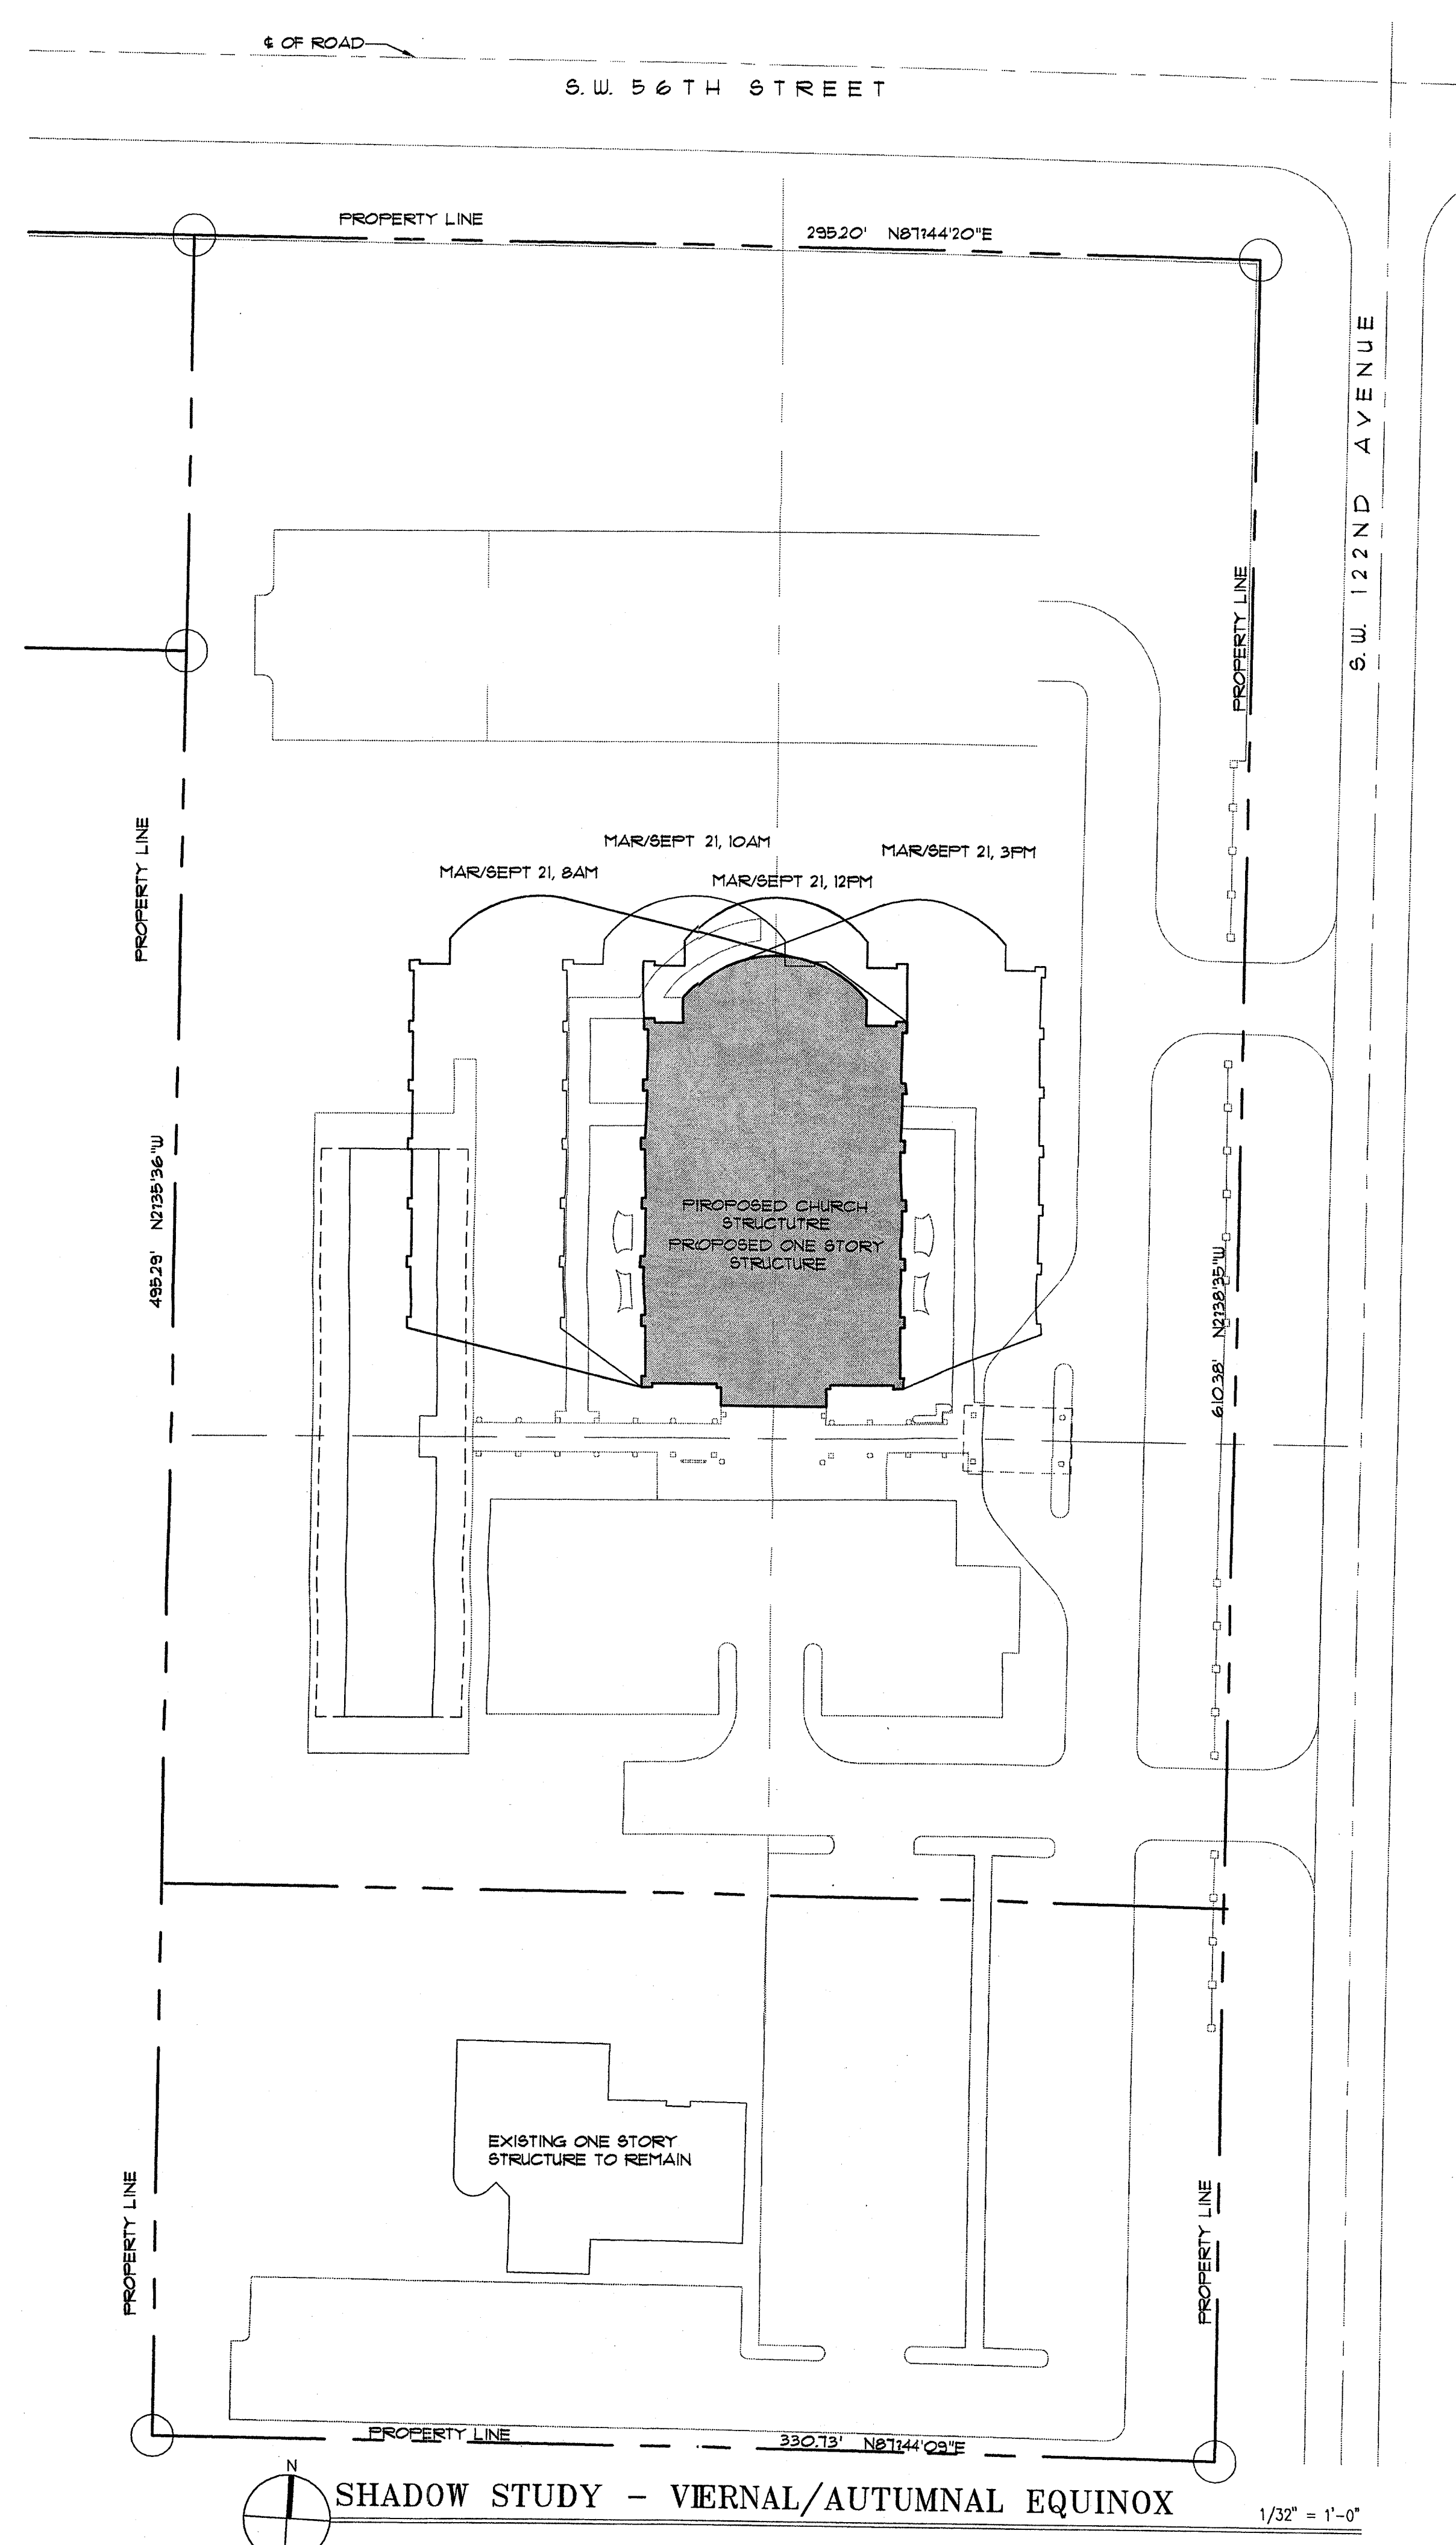 ℄ OF ROAD
S.W. 56TH STREET
PROPERTY LINE
295.20' N87°44'20"E
S.W. 122ND AVENUE
PROPERTY LINE
PROPERTY LINE
MAR/SEPT 21, 10AM
MAR/SEPT 21, 3PM
MAR/SEPT 21, 8AM
MAR/SEPT 21, 12PM
495.29' N2°35'36"W
PIROPOSED CHURCH
STRUCTUTRE
PROPOSED ONE STORY
STRUCTURE
610.38' N2°38'35"W
EXISTING ONE STORY
STRUCTURE TO REMAIN
PROPERTY LINE
PROPERTY LINE
PROPERTY LINE
330.73' N87°44'09"E
N
SHADOW STUDY - VIERNAL/AUTUMNAL EQUINOX
1/32" = 1'-0"